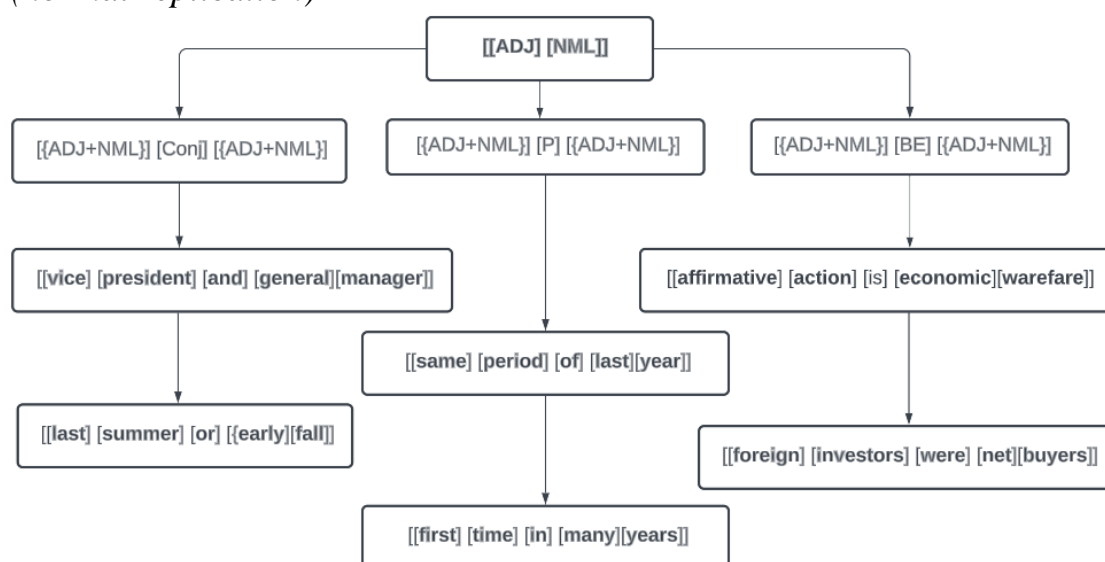 [[ADJ] [NML]]
[{ADJ+NML}] [Conj] [{ADJ+NML}]
[{ADJ+NML}] [P] [{ADJ+NML}]
[{ADJ+NML}] [BE] [{ADJ+NML}]
[[vice] [president] [and] [general][manager]]
[[affirmative] [action] [is] [economic][warefare]]
[[same] [period] [of] [last][year]]
[[last] [summer] [or] [{early][fall]]
[[foreign] [investors] [were] [net][buyers]]
[[first] [time] [in] [many][years]]